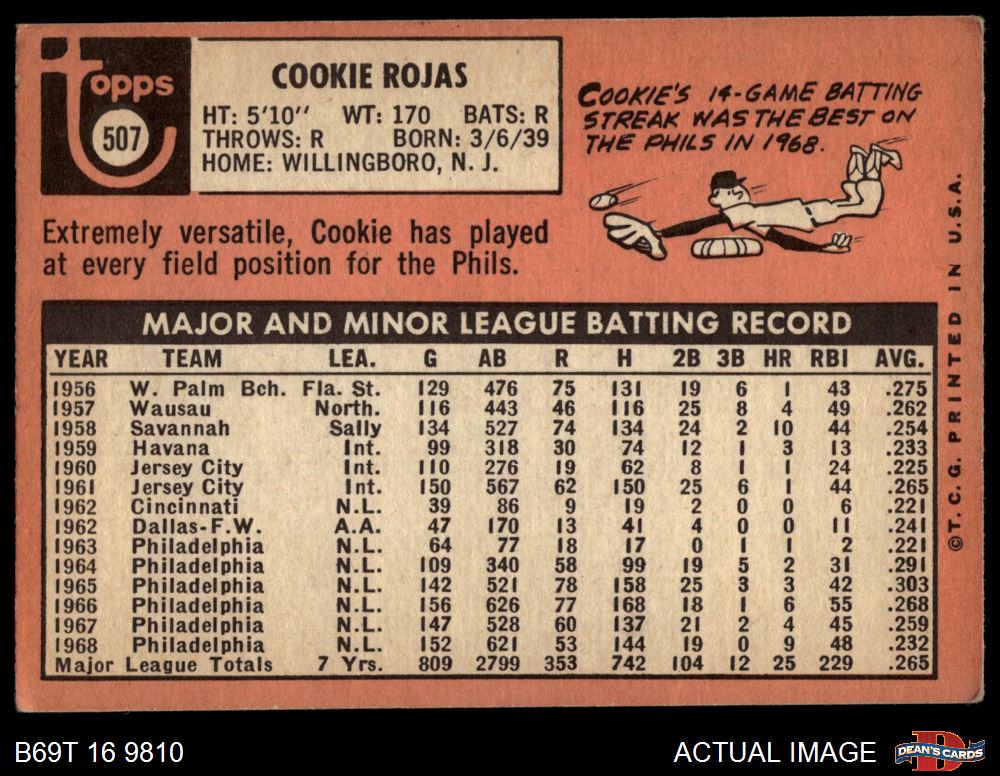 topps
507
COOKIE ROJAS
HT: 5'10" WT: 170 BATS: R
THROWS: R BORN: 3/6/39
HOME: WILLINGBORO, N. J.
COOKIE'S 14-GAME BATTING
STREAK WAS THE BEST ON
THE PHILS IN 1968.
Extremely versatile, Cookie has played
at every field position for the Phils.
MAJOR AND MINOR LEAGUE BATTING RECORD
YEAR TEAM LEA. G AB R H 2B 3B HR RBI AVG.
1956 W. Palm Bch. Fla. St. 129 476 75 131 19 6 1 43 .275
1957 Wausau North. 116 443 46 116 25 8 4 49 .262
1958 Savannah Sally 134 527 74 134 24 2 10 44 .254
1959 Havana Int. 99 318 30 74 12 1 3 13 .233
1960 Jersey City Int. 110 276 19 62 8 1 1 24 .225
1961 Jersey City Int. 150 567 62 150 25 6 1 44 .265
1962 Cincinnati N.L. 39 86 9 19 2 0 0 6 .221
1962 Dallas-F.W. A.A. 47 170 13 41 4 0 0 11 .241
1963 Philadelphia N.L. 64 77 18 17 0 1 1 2 .221
1964 Philadelphia N.L. 109 340 58 99 19 5 2 31 .291
1965 Philadelphia N.L. 142 521 78 158 25 3 3 42 .303
1966 Philadelphia N.L. 156 626 77 168 18 1 6 55 .268
1967 Philadelphia N.L. 147 528 60 137 21 2 4 45 .259
1968 Philadelphia N.L. 152 621 53 144 19 0 9 48 .232
Major League Totals 7 Yrs. 809 2799 353 742 104 12 25 229 .265
©T. C. G. PRINTED IN U.S.A.
B69T 16 9810
ACTUAL IMAGE
D
DEAN'S CARDS